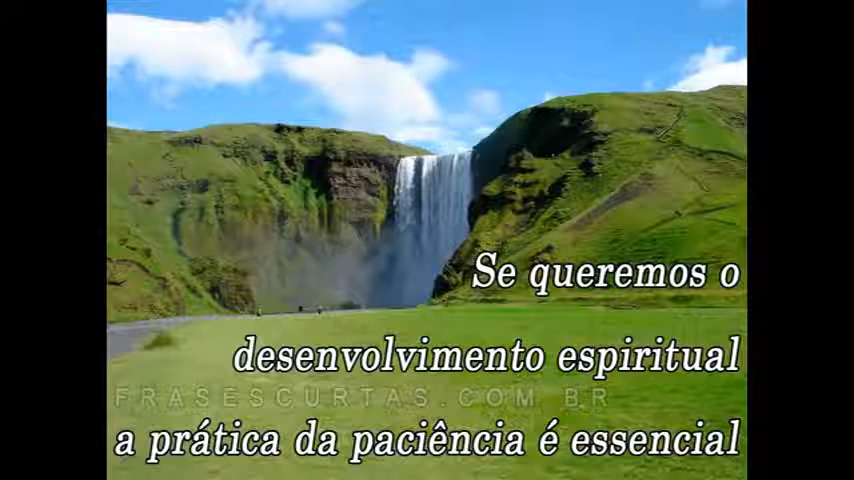 Se queremos o
desenvolvimento espiritual
FRASESCURTAS.COM.BR
a prática da paciência é essencial